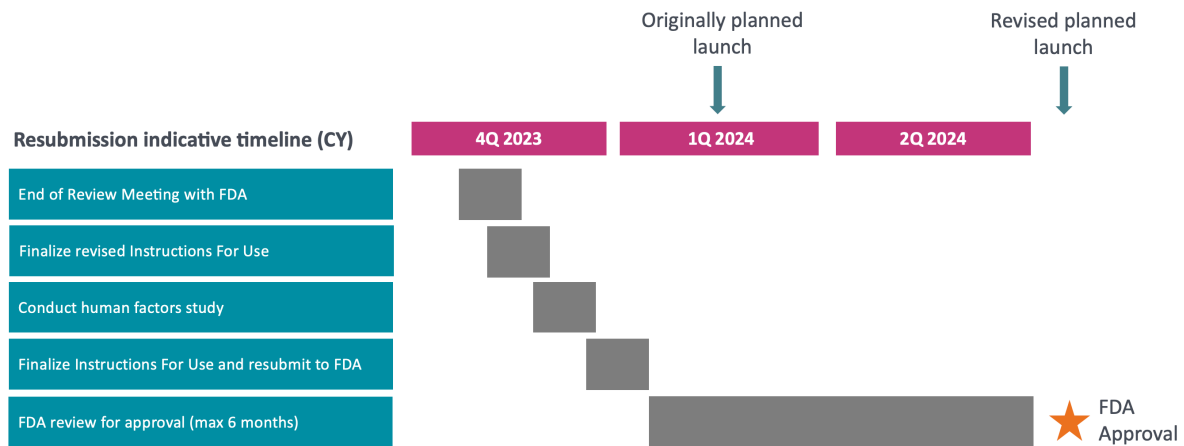 Originally planned
launch
Revised planned
launch
Resubmission indicative timeline (CY)
4Q 2023
1Q 2024
2Q 2024
End of Review Meeting with FDA
Finalize revised Instructions For Use
Conduct human factors study
Finalize Instructions For Use and resubmit to FDA
FDA review for approval (max 6 months)
FDA
Approval